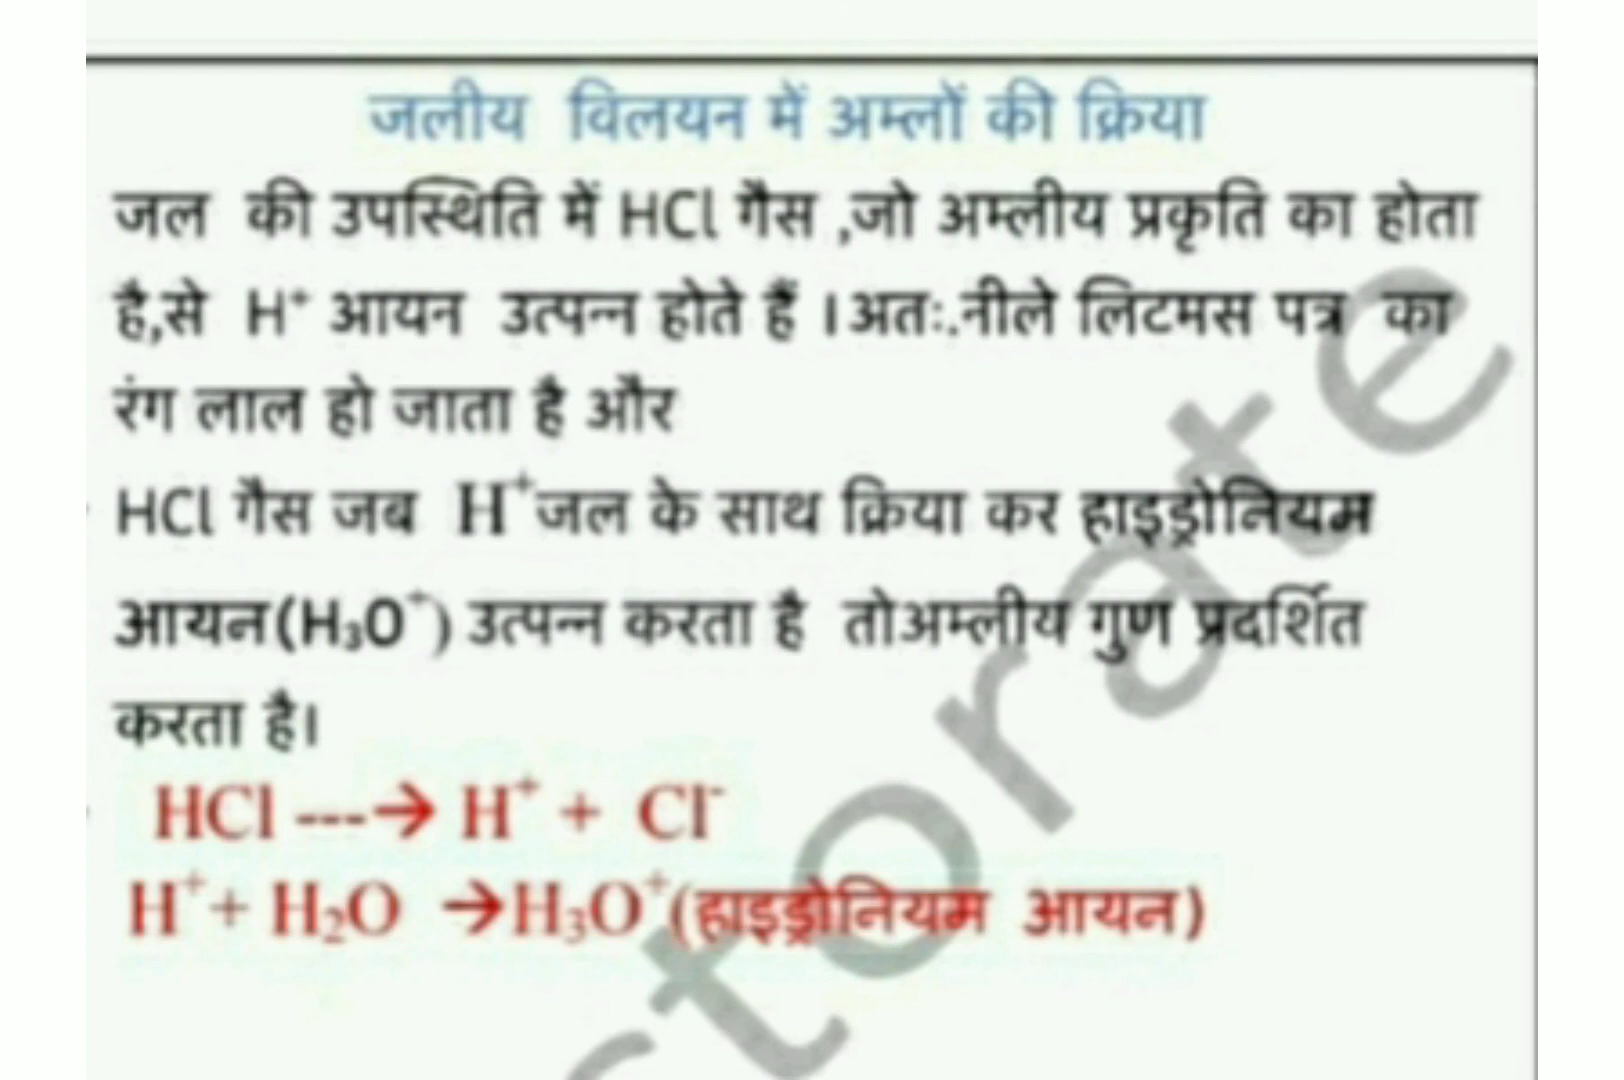 जलीय विलयन में अम्लों की क्रिया
जल की उपस्थिति में HCl गैस ,जो अम्लीय प्रकृति का होता
है,से H⁺ आयन उत्पन्न होते हैं ।अतः.नीले लिटमस पत्र का
रंग लाल हो जाता है और
HCl गैस जब H⁺जल के साथ क्रिया कर हाइड्रोनियम
आयन(H₃O⁺) उत्पन्न करता है तोअम्लीय गुण प्रदर्शित
करता है।
HCl ---→ H⁺ + Cl⁻
H⁺+ H₂O →H₃O⁺(हाइड्रोनियम आयन)